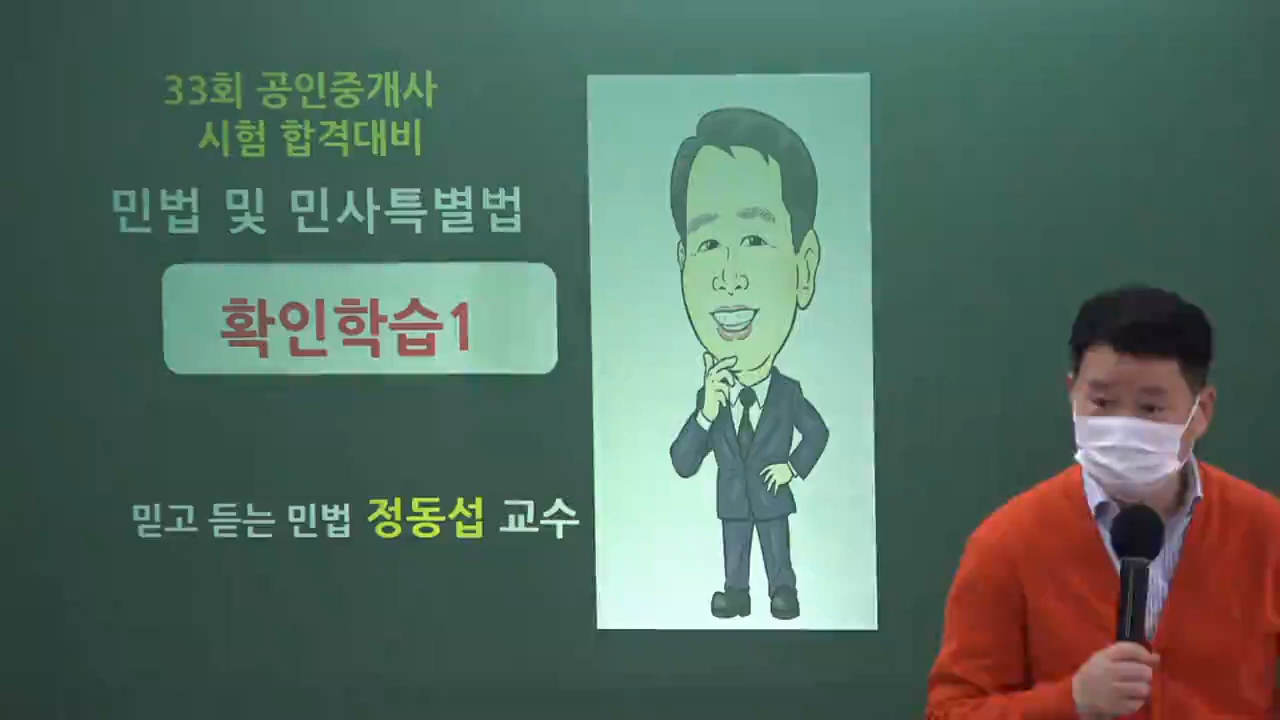 33회 공인중개사
시험 합격대비
민법 및 민사특별법
확인학습1
믿고 듣는 민법 정동섭 교수